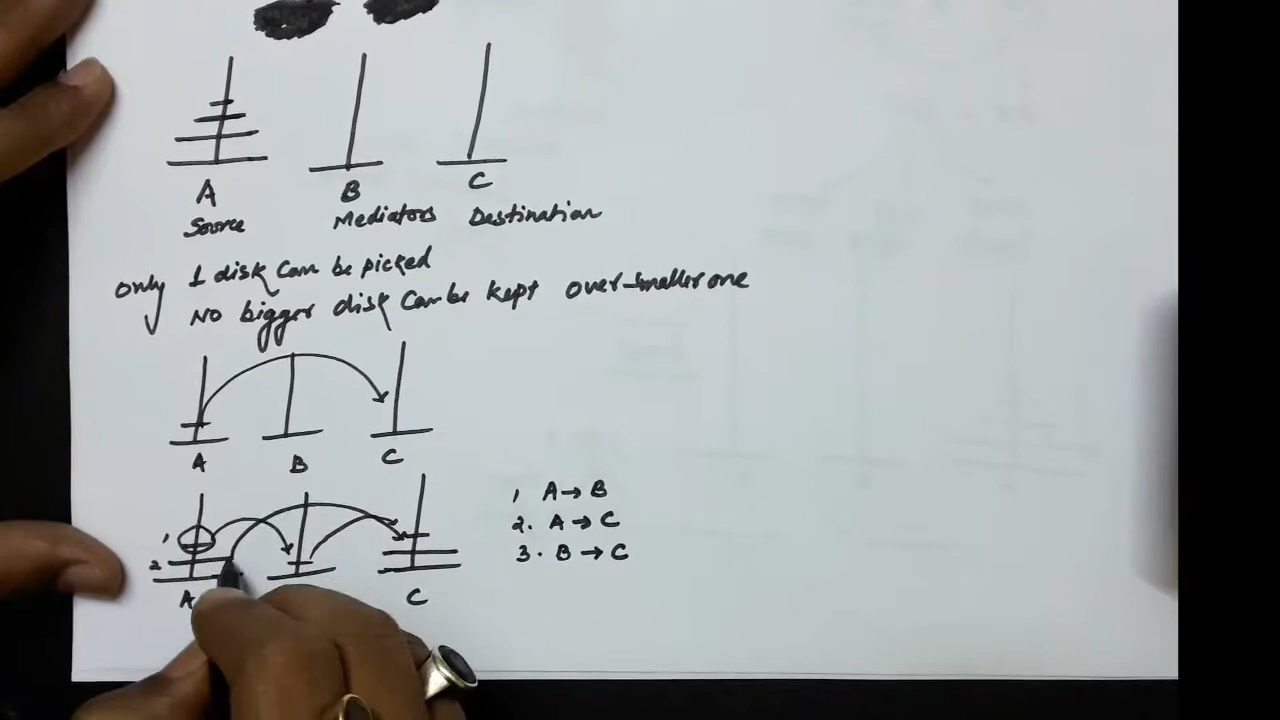 A B C
Source Mediators Destination
only 1 disk can be picked
No bigger disk can be kept over smaller one
A B C
1, A→B
2. A→C
3. B→C
1
2
A C